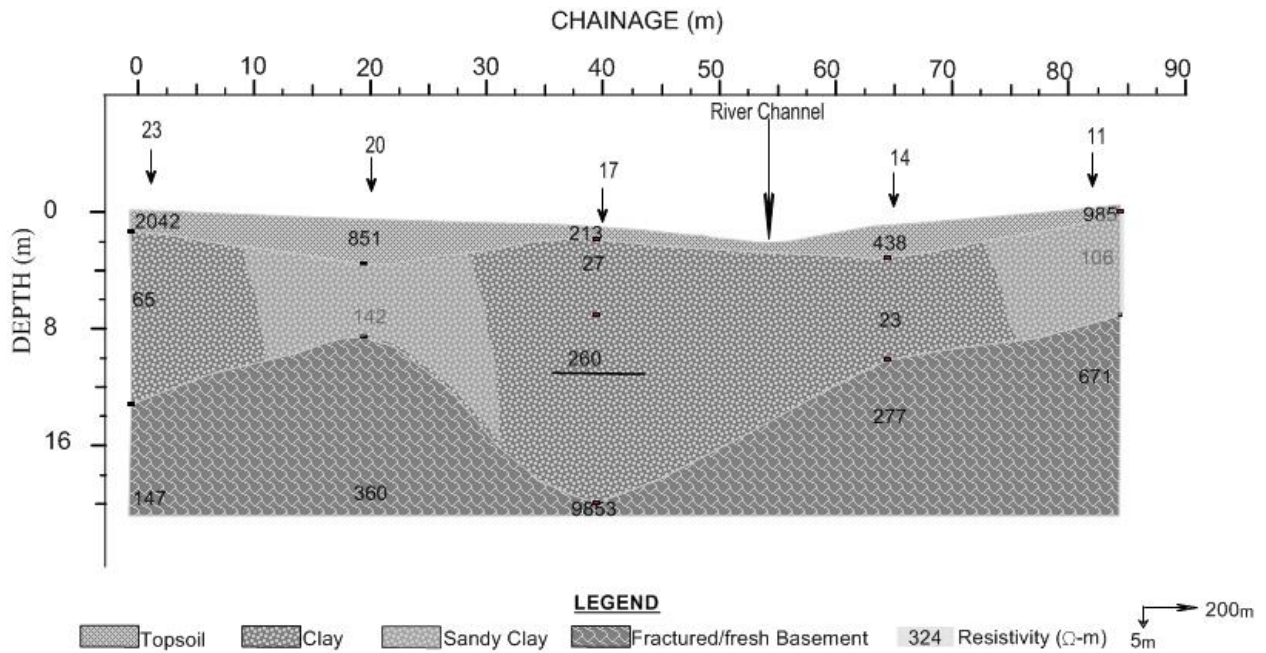 CHAINAGE (m)
0 10 20 30 40 50 60 70 80 90
River Channel
23 20 17 14 11
DEPTH (m)
0
8
16
2042 851 213 438 985
65 142 27 23 106
260
147 360 9853 277 671
LEGEND
Topsoil Clay Sandy Clay Fractured/fresh Basement 324 Resistivity (Ω-m)
200m
5m